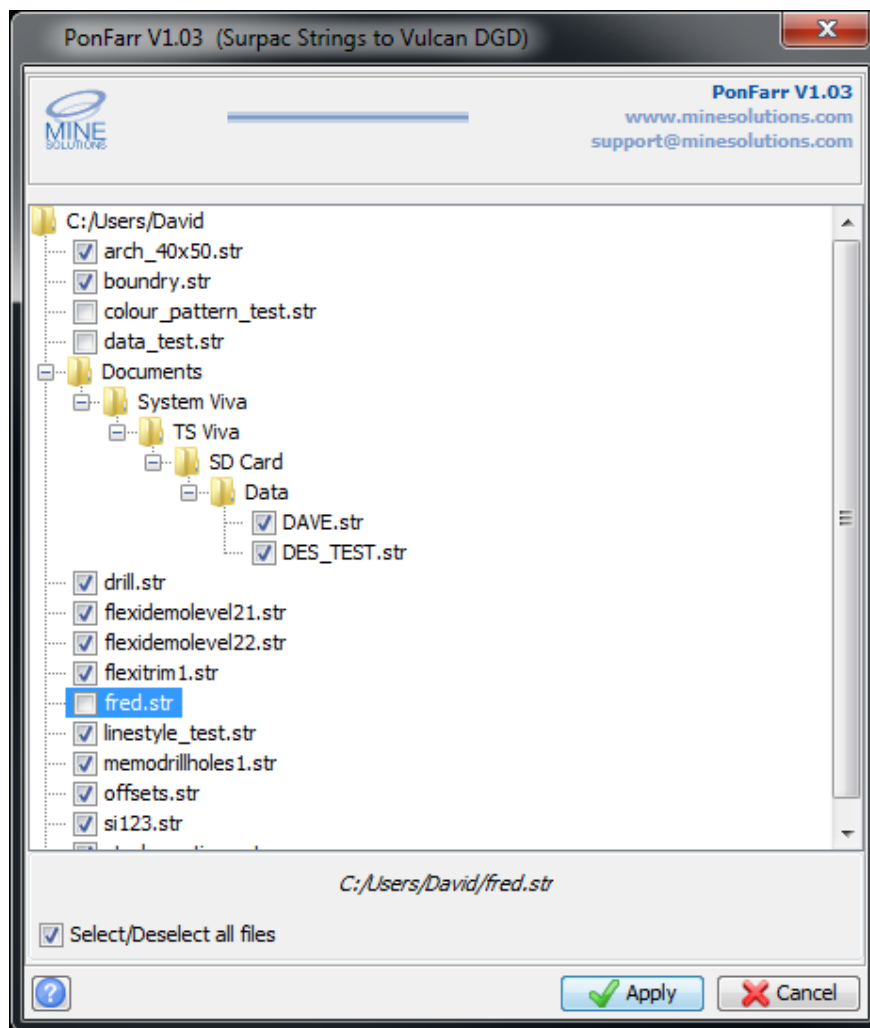 PonFarr V1.03 (Surpac Strings to Vulcan DGD)
PonFarr V1.03
www.minesolutions.com
support@minesolutions.com
MINE
SOLUTIONS
C:/Users/David
arch_40x50.str
boundry.str
colour_pattern_test.str
data_test.str
Documents
System Viva
TS Viva
SD Card
Data
DAVE.str
DES_TEST.str
drill.str
flexidemolevel21.str
flexidemolevel22.str
flexitrim1.str
fred.str
linestyle_test.str
memodrillholes1.str
offsets.str
si123.str
C:/Users/David/fred.str
Select/Deselect all files
? Apply Cancel